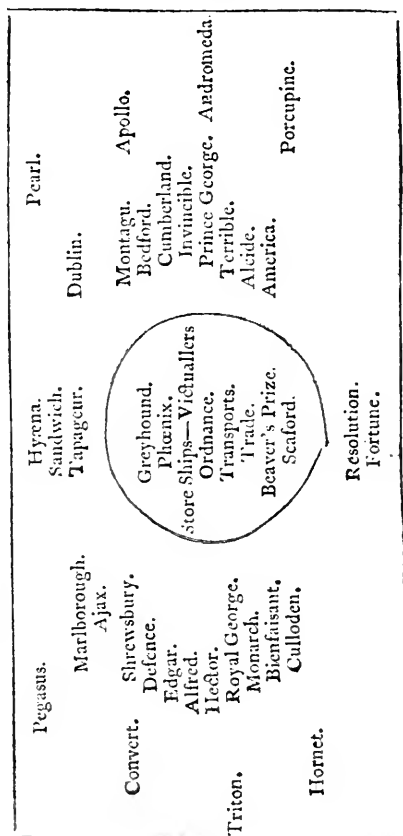 Pegasus.
Marlborough.
Ajax.
Convert.
Shrewsbury.
Defence.
Edgar.
Alfred.
Hector.
Royal George.
Monarch.
Bienfaisant.
Culloden.
Triton.
Hornet.
Hyæna.
Sandwich.
Tapageur.
Greyhound.
Phœnix.
Store Ships—Victuallers
Ordnance.
Transports.
Trade.
Beaver's Prize.
Seaford.
Resolution.
Fortune.
Pearl.
Dublin.
Apollo.
Montagu.
Bedford.
Cumberland.
Invincible.
Prince George.
Andromeda.
Terrible.
Alcide.
America.
Porcupine.